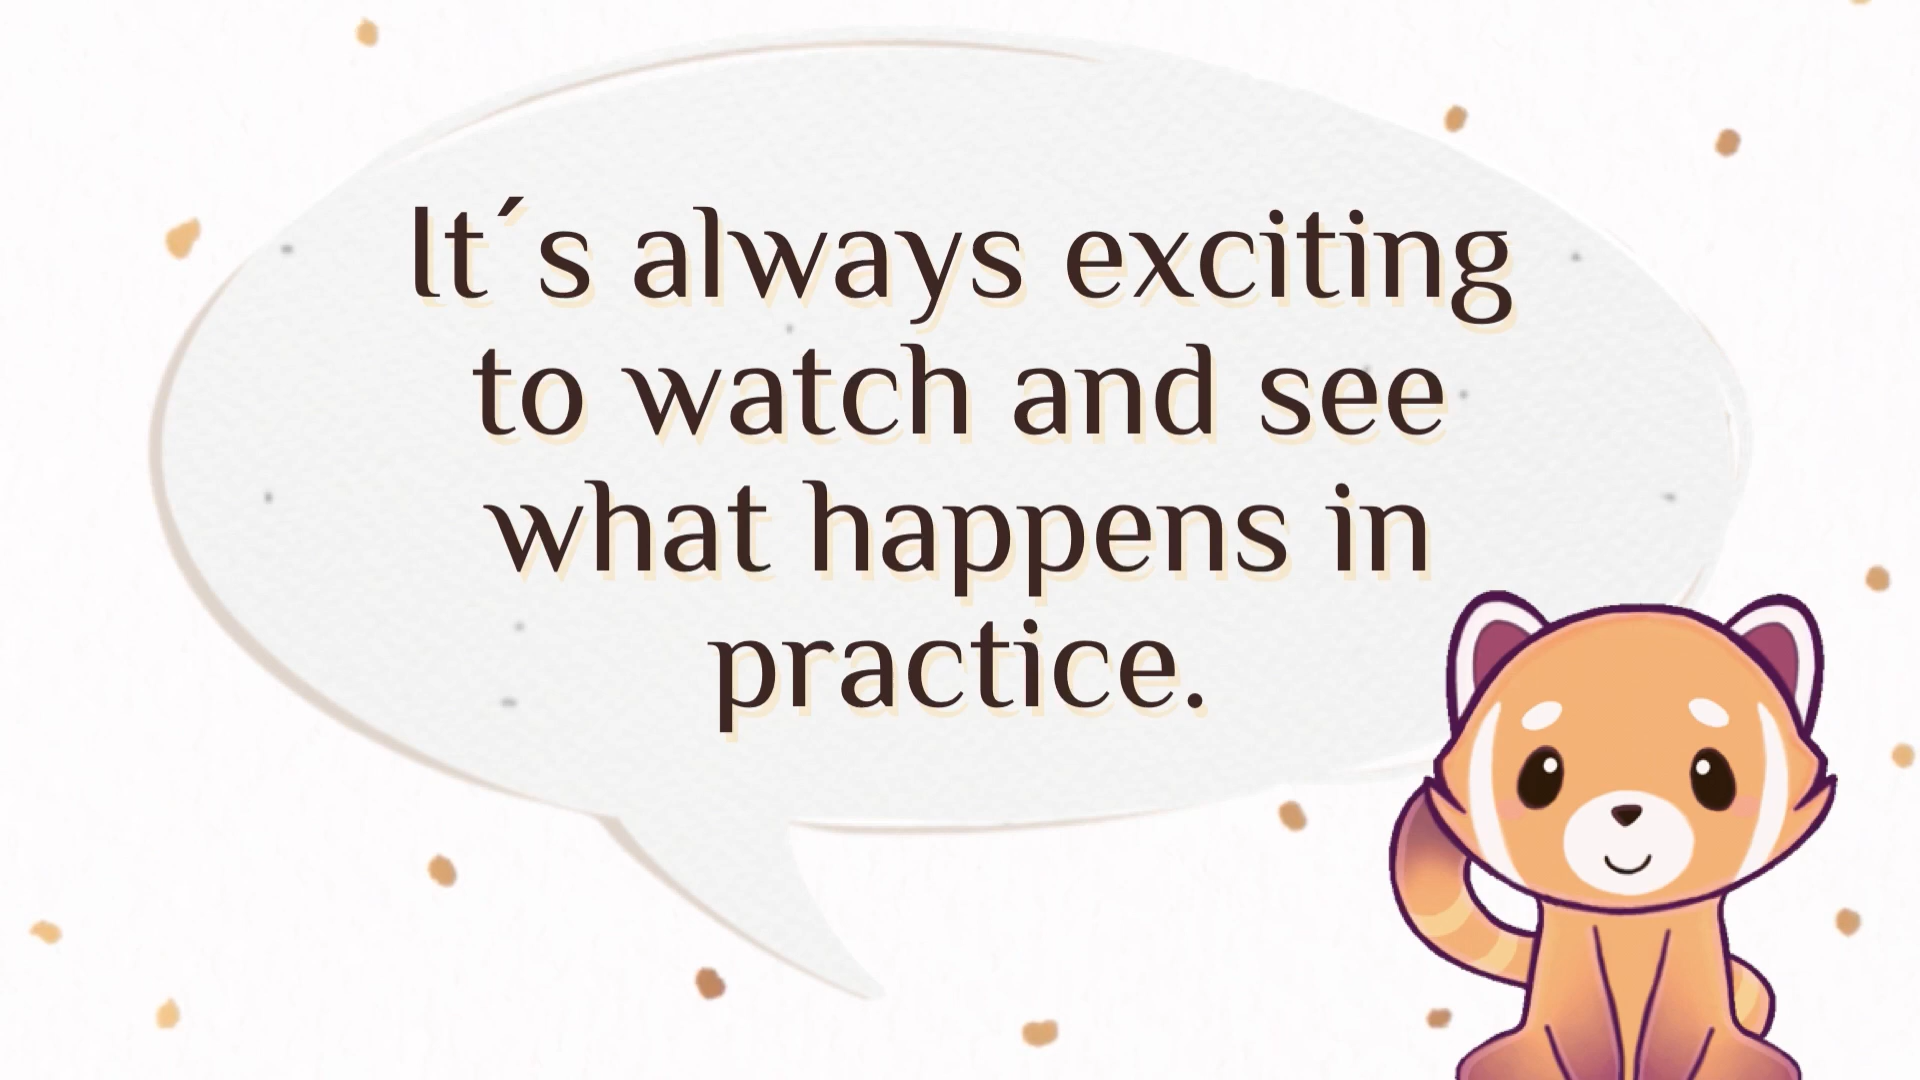 It´s always exciting
to watch and see
what happens in
practice.